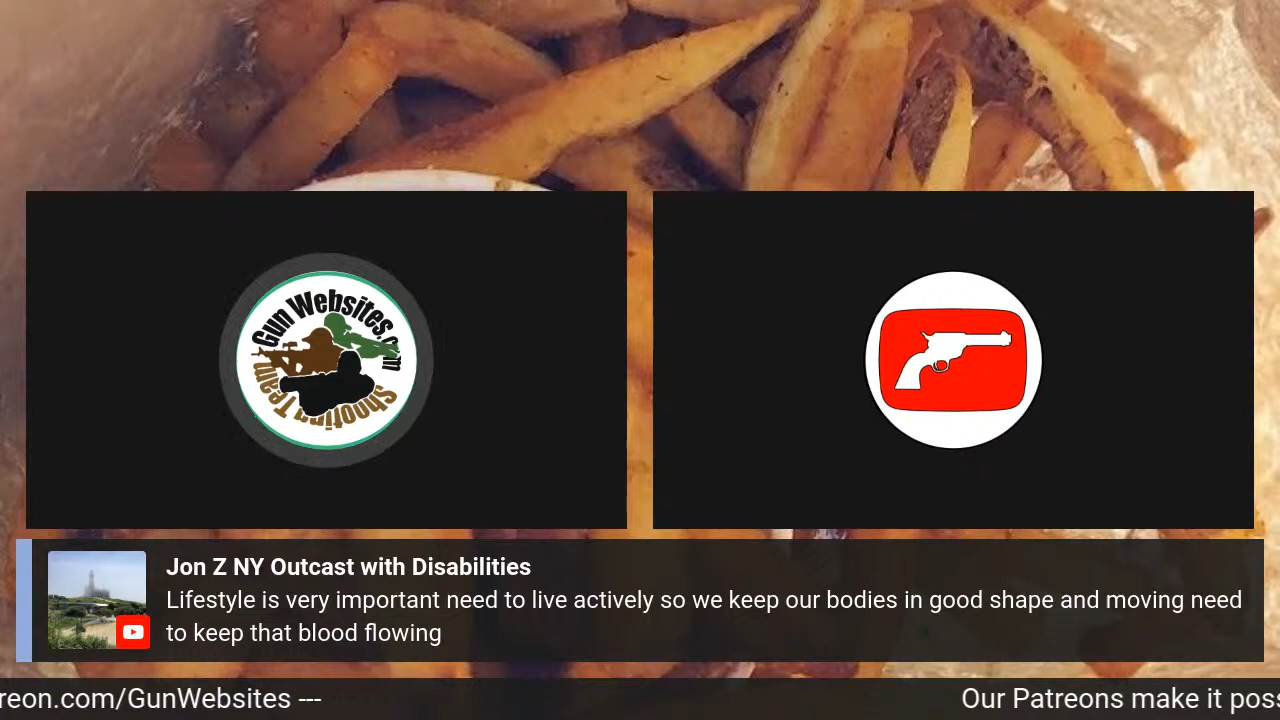 Gun Websites.com
Shooting Team
Jon Z NY Outcast with Disabilities
Lifestyle is very important need to live actively so we keep our bodies in good shape and moving need
to keep that blood flowing
reon.com/GunWebsites --- Our Patreons make it poss